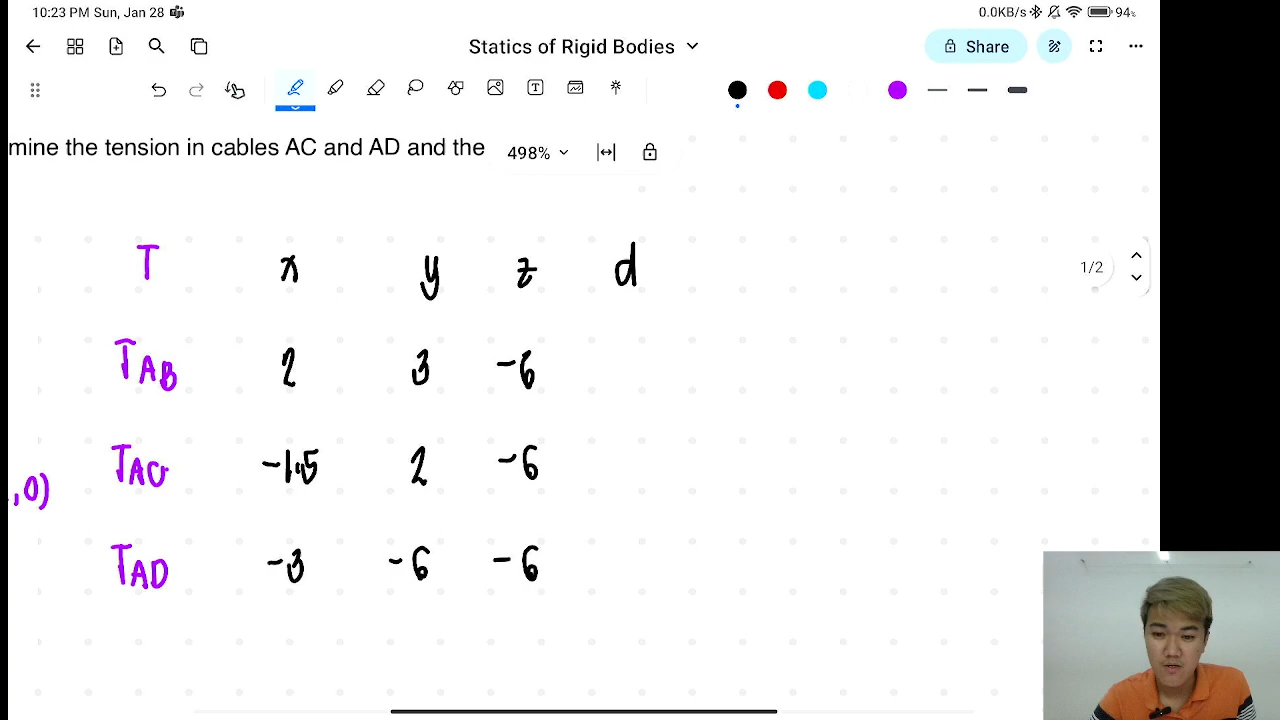 10:23 PM Sun, Jan 28
0.0KB/s 94%
Statics of Rigid Bodies
Share
mine the tension in cables AC and AD and the
498%
1/2
T x y z d
TAB 2 3 -6
TAC -1.5 2 -6
,0)
TAD -3 -6 -6